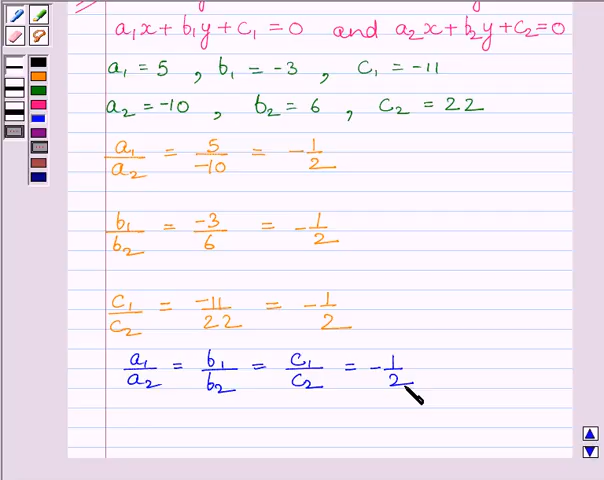 a₁x + b₁y + c₁ = 0 and a₂x + b₂y + c₂ = 0
a₁ = 5 , b₁ = -3 , c₁ = -11
a₂ = -10 , b₂ = 6 , c₂ = 22
a₁/a₂ = 5/-10 = -1/2
b₁/b₂ = -3/6 = -1/2
c₁/c₂ = -11/22 = -1/2
a₁/a₂ = b₁/b₂ = c₁/c₂ = -1/2